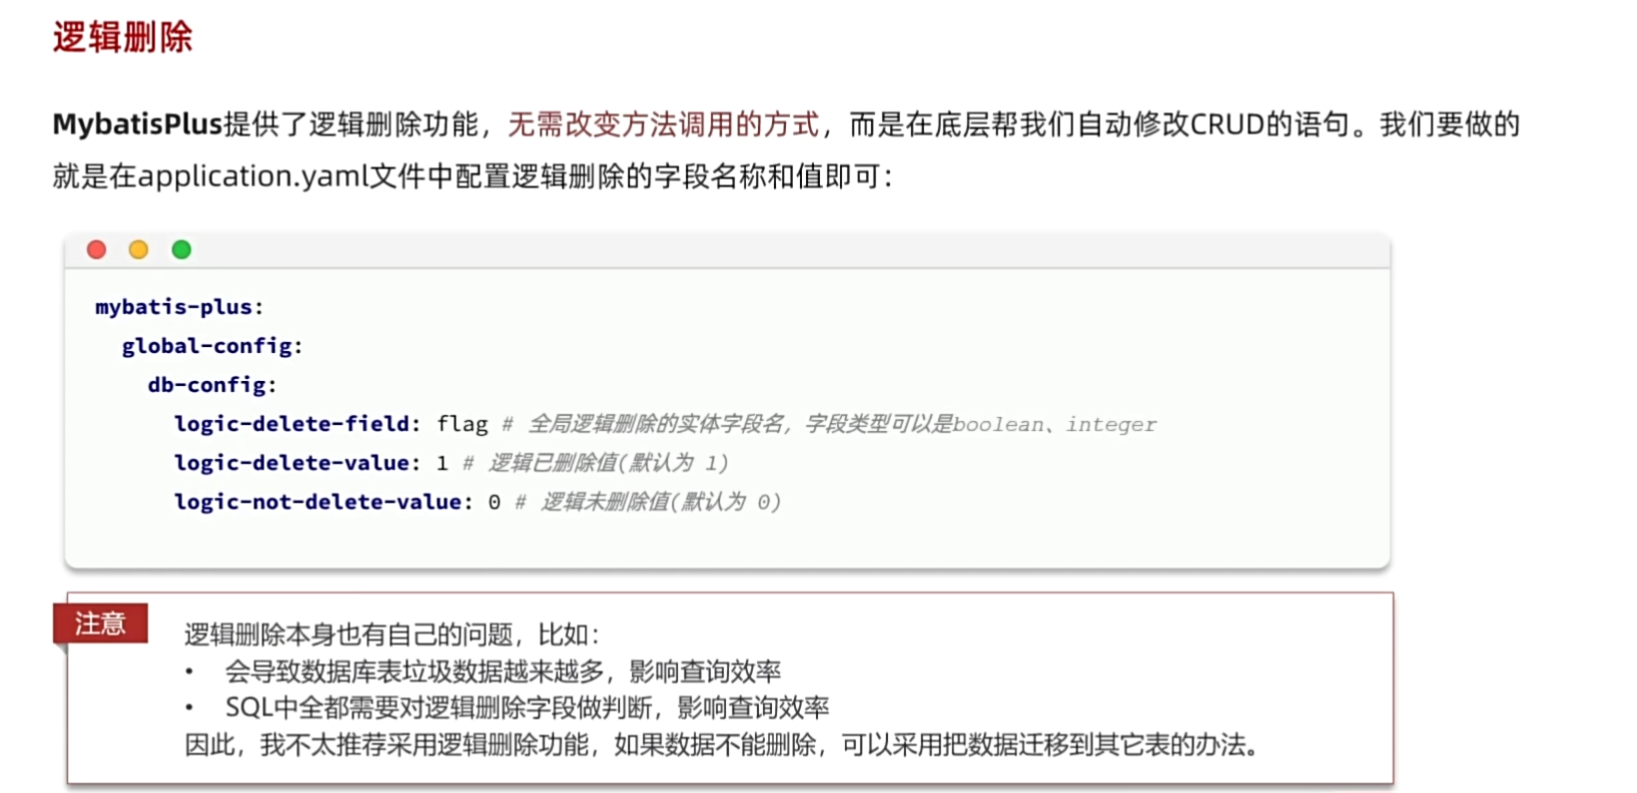 逻辑删除
MybatisPlus提供了逻辑删除功能，无需改变方法调用的方式，而是在底层帮我们自动修改CRUD的语句。我们要做的
就是在application.yaml文件中配置逻辑删除的字段名称和值即可：
mybatis-plus:
  global-config:
    db-config:
      logic-delete-field: flag # 全局逻辑删除的实体字段名，字段类型可以是boolean、integer
      logic-delete-value: 1 # 逻辑已删除值(默认为 1)
      logic-not-delete-value: 0 # 逻辑未删除值(默认为 0)
注意
逻辑删除本身也有自己的问题，比如：
• 会导致数据库表垃圾数据越来越多，影响查询效率
• SQL中全都需要对逻辑删除字段做判断，影响查询效率
因此，我不太推荐采用逻辑删除功能，如果数据不能删除，可以采用把数据迁移到其它表的办法。